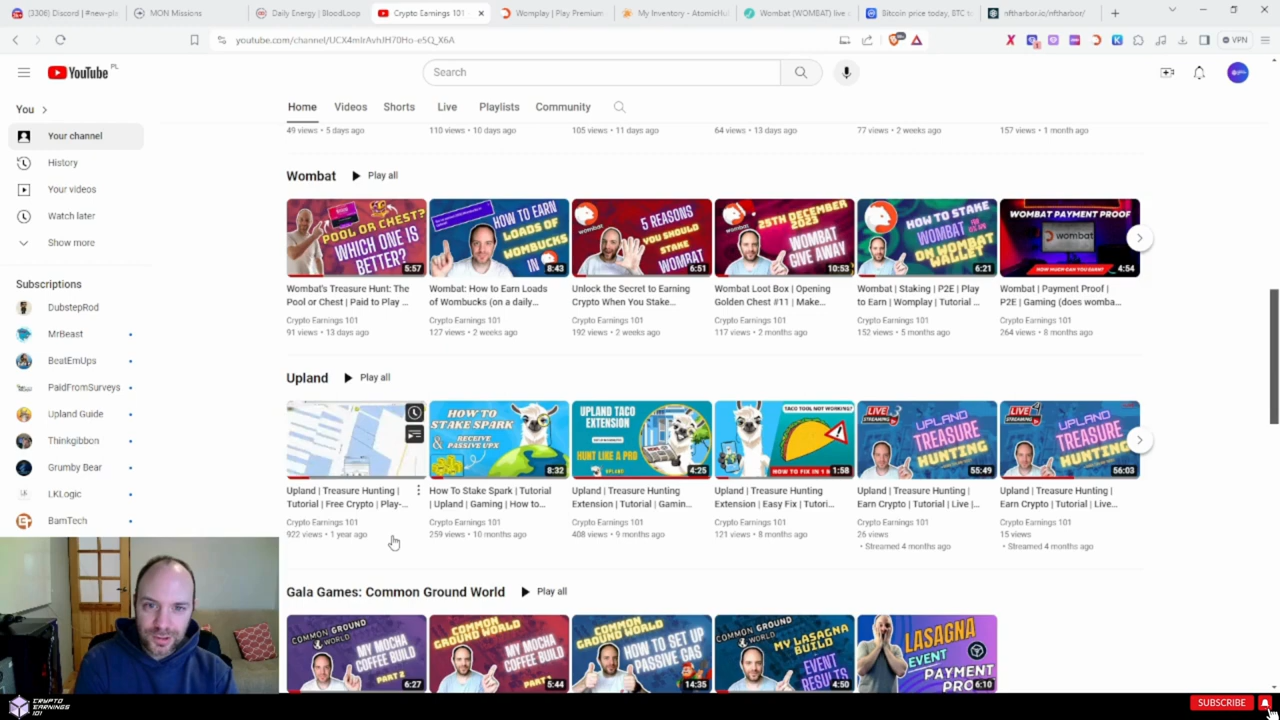 (3306) Discord | #new-pl
MON Missions
Daily Energy | BloodLoop
Crypto Earnings 101
Womplay | Play Premium
My Inventory - AtomicHub
Wombat (WOMBAT) live
Bitcoin price today, BTC to
nftharbor.io/nftharbor/
youtube.com/channel/UCX4mIrAvhJH70Ho-e5Q_X6A
VPN
YouTube PL
Search
Home Videos Shorts Live Playlists Community
You
Your channel
History
Your videos
Watch later
Show more
Subscriptions
DubstepRod
MrBeast
BeatEmUps
PaidFromSurveys
Upland Guide
Thinkgibbon
Grumby Bear
LKLogic
BamTech
49 views • 5 days ago
110 views • 10 days ago
105 views • 11 days ago
64 views • 13 days ago
77 views • 2 weeks ago
157 views • 1 month ago
Wombat Play all
POOL OR CHEST?
WHICH ONE IS
BETTER?
5:57
HOW TO EARN
LOADS OF
8:43
wombat
5 REASONS
YOU SHOULD
STAKE
WOMBAT
6:51
wombat
25TH DECEMBER
2023
WOMBAT
GIVE AWAY
10:53
HOW TO STAKE
WOMBAT
ON WOMBAT
WALLET
6:21
WOMBAT PAYMENT PROOF
wombat
HOW MUCH CAN YOU EARN?
4:54
Wombat's Treasure Hunt: The
Pool or Chest | Paid to Play ...
Crypto Earnings 101
91 views • 13 days ago
Wombat: How to Earn Loads
of Wombucks (on a daily...
Crypto Earnings 101
127 views • 2 weeks ago
Unlock the Secret to Earning
Crypto When You Stake...
Crypto Earnings 101
192 views • 2 weeks ago
Wombat Loot Box | Opening
Golden Chest #11 | Make...
Crypto Earnings 101
117 views • 2 months ago
Wombat | Staking | P2E | Play
to Earn | Womplay | Tutorial ...
Crypto Earnings 101
152 views • 5 months ago
Wombat | Payment Proof |
P2E | Gaming (does womba...
Crypto Earnings 101
264 views • 8 months ago
Upland Play all
HOW TO
STAKE SPARK
& RECEIVE
PASSIVE UPX
8:32
UPLAND TACO
EXTENSION
HUNT LIKE A PRO
UPLAND
4:25
TACO TOOL NOT WORKING?
HOW TO FIX IN 1
1:58
LIVE
STREAMING
UPLAND
TREASURE
HUNTING
55:49
LIVE
STREAMING
UPLAND
TREASURE
HUNTING
56:03
Upland | Treasure Hunting |
Tutorial | Free Crypto | Play-...
Crypto Earnings 101
922 views • 1 year ago
How To Stake Spark | Tutorial
| Upland | Gaming | How to...
Crypto Earnings 101
259 views • 10 months ago
Upland | Treasure Hunting
Extension | Tutorial | Gamin...
Crypto Earnings 101
408 views • 9 months ago
Upland | Treasure Hunting
Extension | Easy Fix | Tutori...
Crypto Earnings 101
121 views • 8 months ago
Upland | Treasure Hunting |
Earn Crypto | Tutorial | Live |...
Crypto Earnings 101
26 views
• Streamed 4 months ago
Upland | Treasure Hunting |
Earn Crypto | Tutorial | Live...
Crypto Earnings 101
15 views
• Streamed 4 months ago
Gala Games: Common Ground World Play all
COMMON GROUND
WORLD
MY MOCHA
COFFEE BUILD
PART 2
6:27
COMMON GROUND
WORLD
MY MOCHA
COFFEE BUILD
PART
5:44
COMMON GROUND
WORLD
HOW TO SET UP
PASSIVE GAS
14:35
COMMON GROUND
WORLD
MY LASAGNA
BUILD
EVENT
RESULTS
4:50
LASAGNA
EVENT
PAYMENT
PROOF
6:10
CRYPTO
EARNINGS
101
SUBSCRIBE